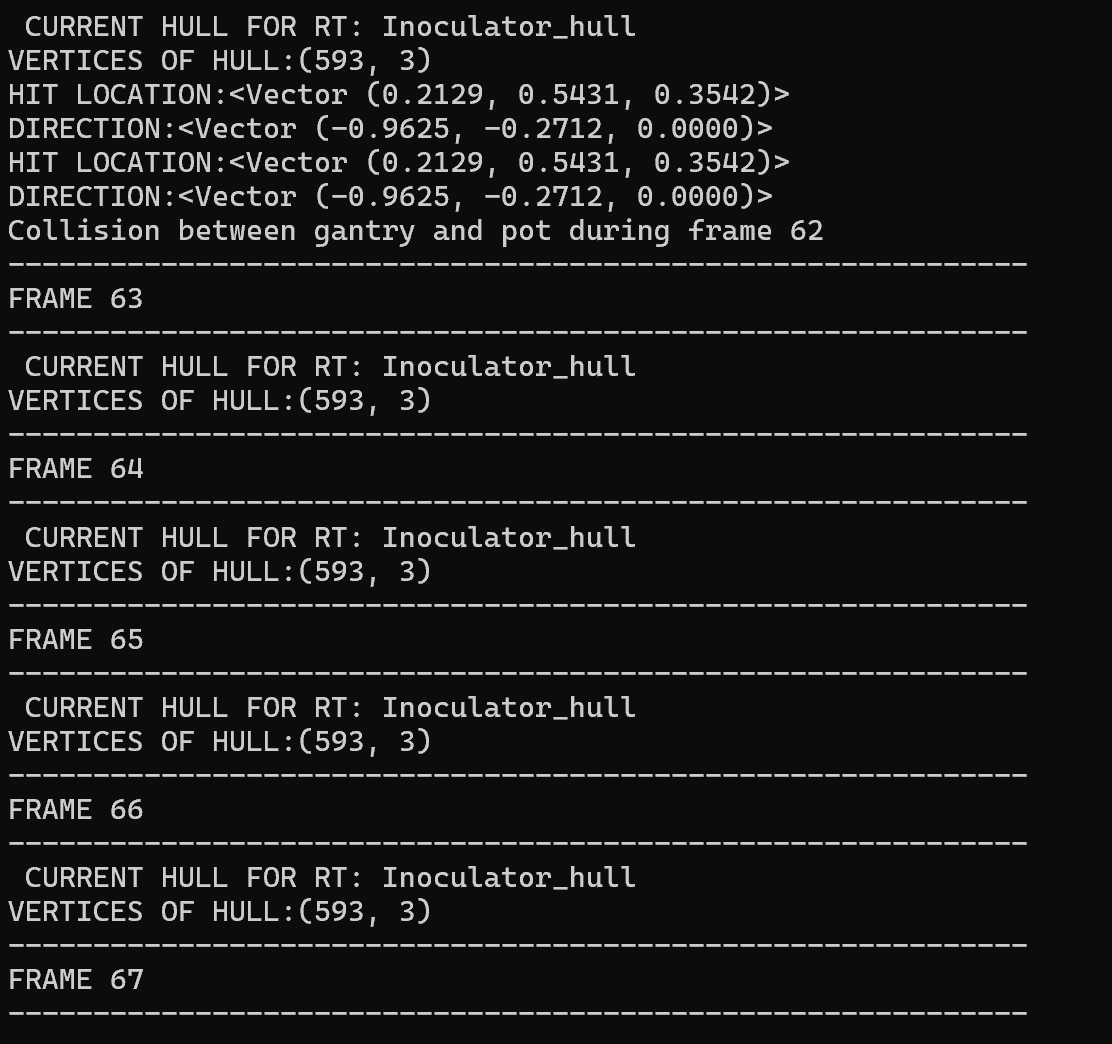 CURRENT HULL FOR RT: Inoculator_hull
VERTICES OF HULL:(593, 3)
HIT LOCATION:<Vector (0.2129, 0.5431, 0.3542)>
DIRECTION:<Vector (-0.9625, -0.2712, 0.0000)>
HIT LOCATION:<Vector (0.2129, 0.5431, 0.3542)>
DIRECTION:<Vector (-0.9625, -0.2712, 0.0000)>
Collision between gantry and pot during frame 62
------------------------------------------------------------
FRAME 63
------------------------------------------------------------
 CURRENT HULL FOR RT: Inoculator_hull
VERTICES OF HULL:(593, 3)
------------------------------------------------------------
FRAME 64
------------------------------------------------------------
 CURRENT HULL FOR RT: Inoculator_hull
VERTICES OF HULL:(593, 3)
------------------------------------------------------------
FRAME 65
------------------------------------------------------------
 CURRENT HULL FOR RT: Inoculator_hull
VERTICES OF HULL:(593, 3)
------------------------------------------------------------
FRAME 66
------------------------------------------------------------
 CURRENT HULL FOR RT: Inoculator_hull
VERTICES OF HULL:(593, 3)
------------------------------------------------------------
FRAME 67
------------------------------------------------------------